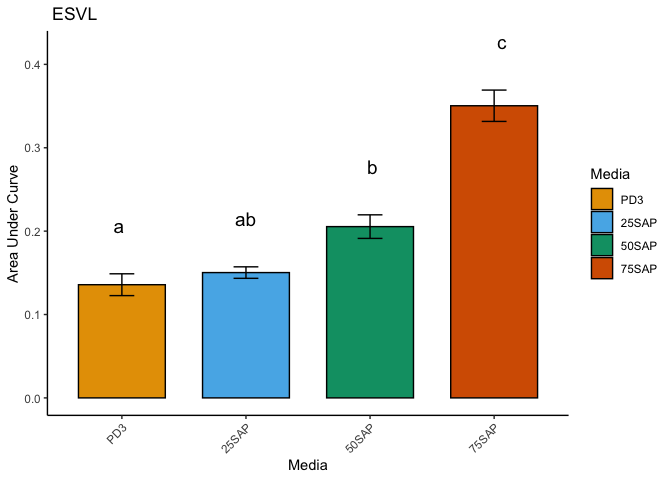 ESVL
c
b
ab
a
0.4
0.3
0.2
0.1
0.0
Area Under Curve
PD3
25SAP
50SAP
75SAP
Media
Media
PD3
25SAP
50SAP
75SAP